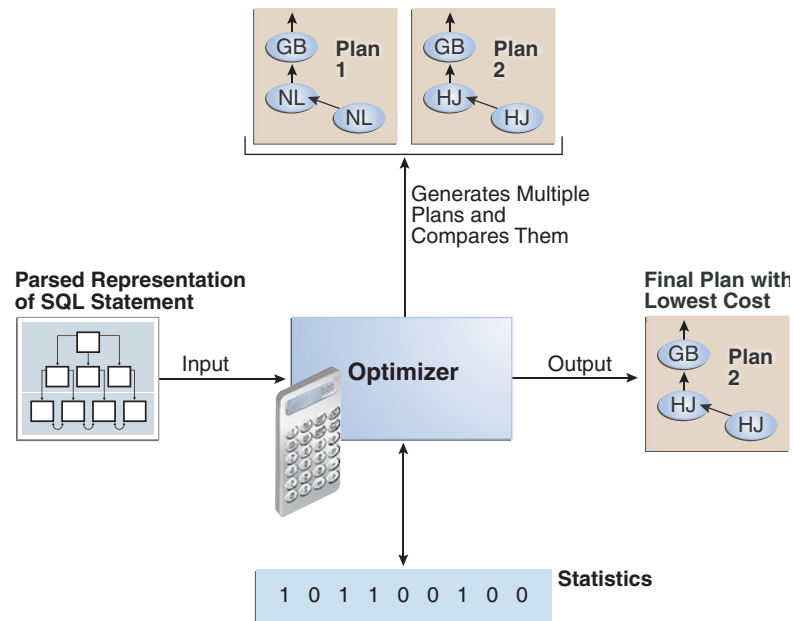 GB
Plan
1
NL
NL
GB
Plan
2
HJ
HJ
Generates Multiple
Plans and
Compares Them
Parsed Representation
of SQL Statement
Input
Optimizer
Output
Final Plan with
Lowest Cost
GB
Plan
2
HJ
HJ
Statistics
1 0 1 1 0 0 1 0 0